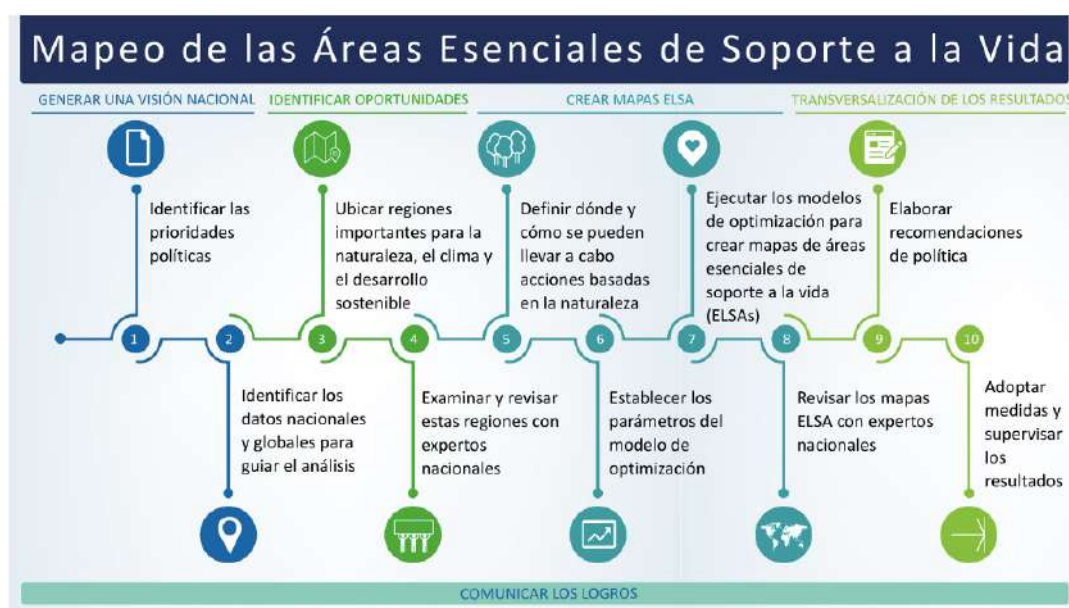 Mapeo de las Áreas Esenciales de Soporte a la Vida
GENERAR UNA VISIÓN NACIONAL
IDENTIFICAR OPORTUNIDADES
CREAR MAPAS ELSA
TRANSVERSALIZACIÓN DE LOS RESULTADOS
Identificar las
prioridades
políticas
Ubicar regiones
importantes para la
naturaleza, el clima y
el desarrollo
sostenible
Definir dónde y
cómo se pueden
llevar a cabo
acciones basadas
en la naturaleza
Ejecutar los modelos
de optimización para
crear mapas de áreas
esenciales de
soporte a la vida
(ELSAs)
Elaborar
recomendaciones
de política
1
2
3
4
5
6
7
8
9
10
Identificar los
datos nacionales
y globales para
guiar el análisis
Examinar y revisar
estas regiones con
expertos
nacionales
Establecer los
parámetros del
modelo de
optimización
Revisar los mapas
ELSA con expertos
nacionales
Adoptar
medidas y
supervisar
los
resultados
COMUNICAR LOS LOGROS